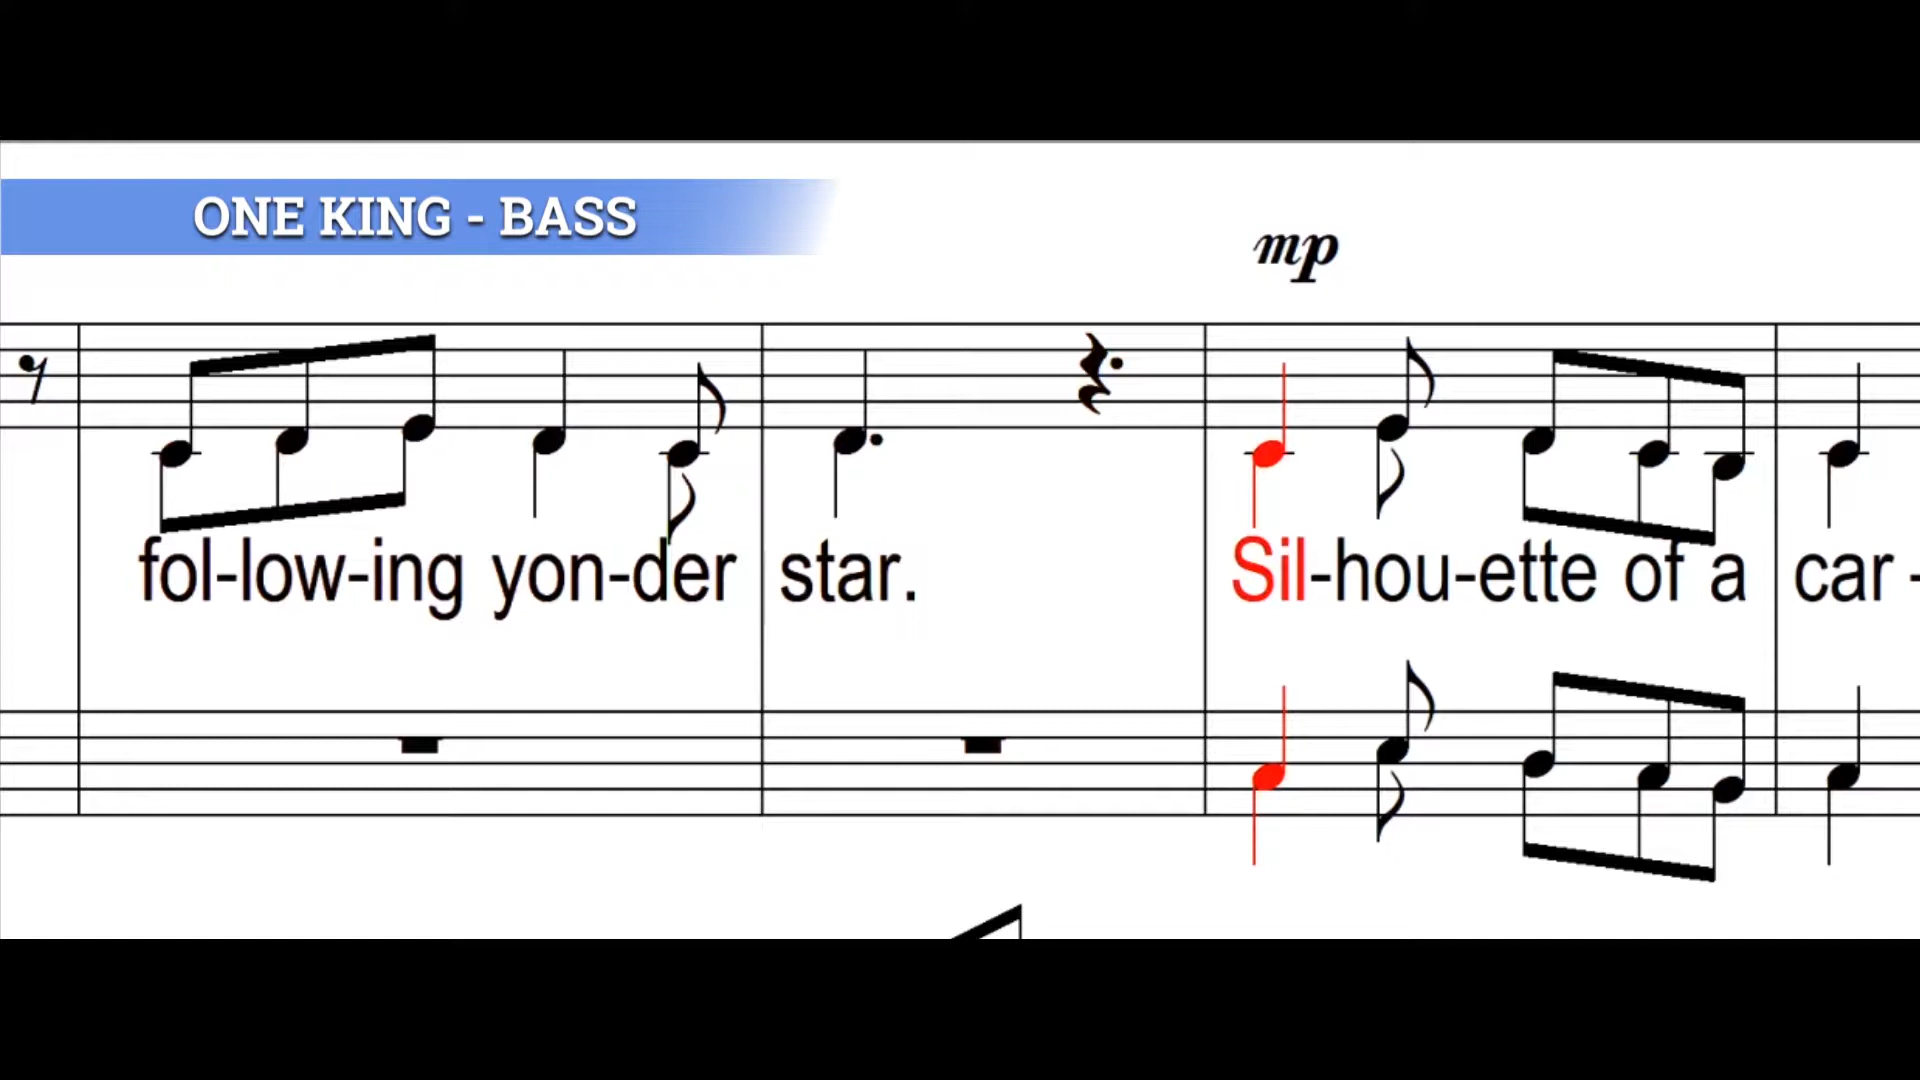 ONE KING - BASS
mp
fol-low-ing yon-der star. Sil-hou-ette of a car-